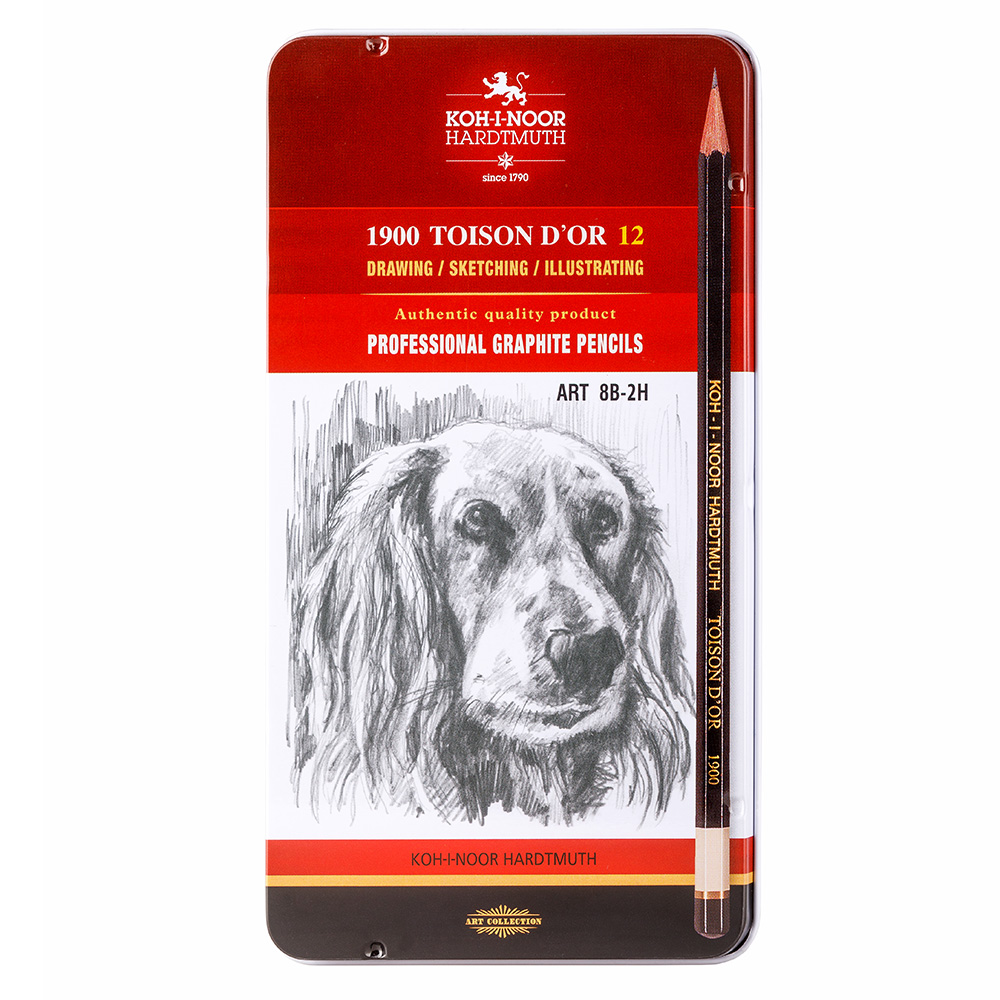 KOH-I-NOOR
HARDTMUTH
since 1790
1900 TOISON D'OR 12
DRAWING / SKETCHING / ILLUSTRATING
Authentic quality product
PROFESSIONAL GRAPHITE PENCILS
ART 8B-2H
KOH - I - NOOR HARDTMUTH TOISON D'OR 1900
KOH-I-NOOR HARDTMUTH
ART COLLECTION